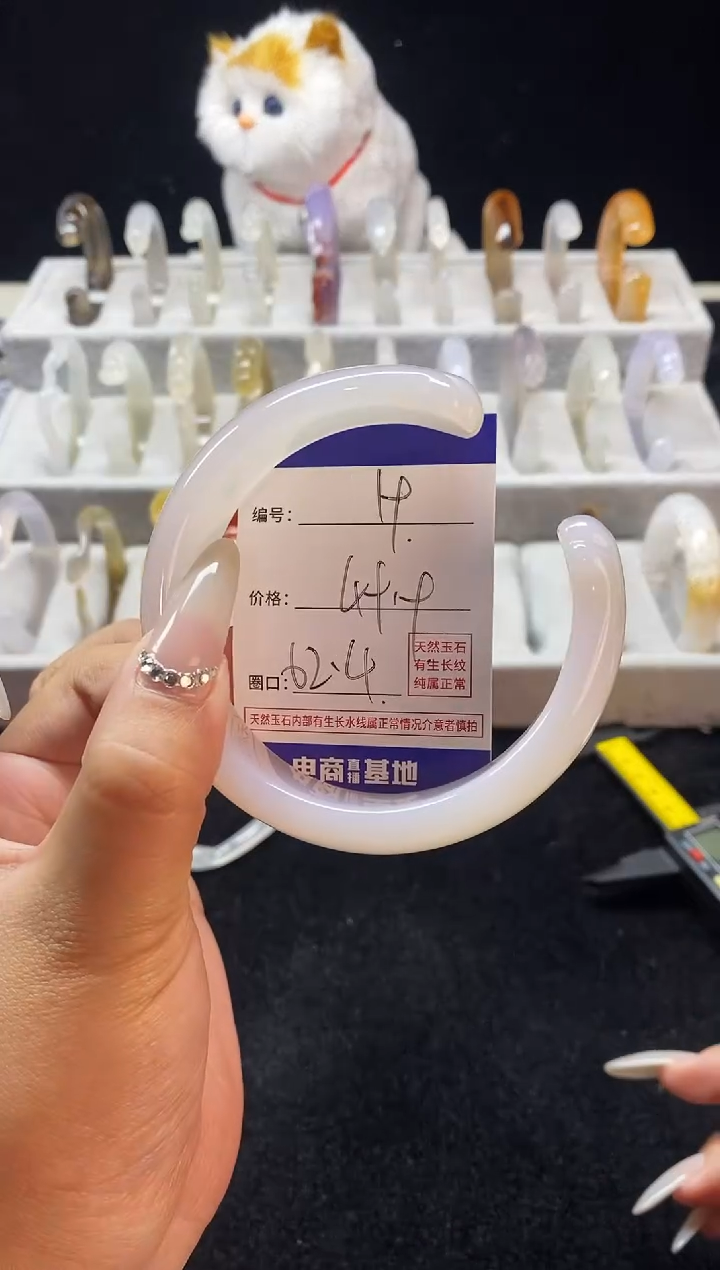 编号:
价格:
圈口: 62.4
天然玉石
有生长纹
纯属正常
天然玉石内部有生长水线属正常情况介意者慎拍
电商直播基地